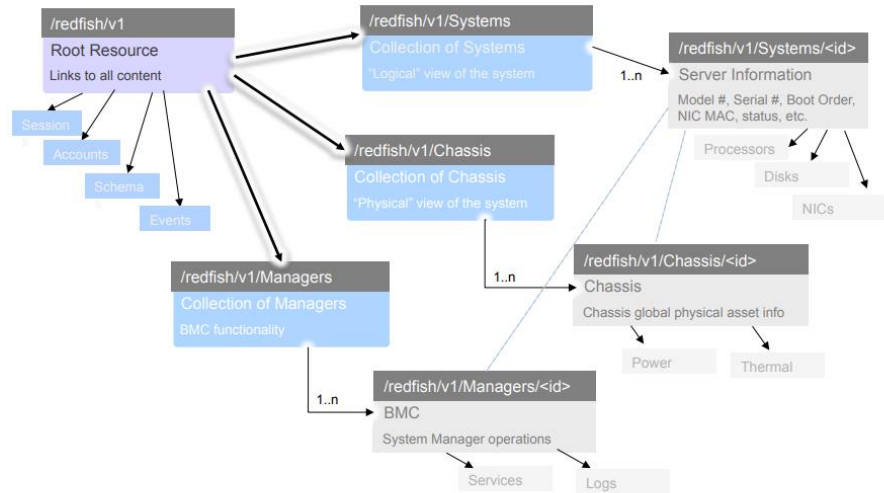 /redfish/v1
Root Resource
Links to all content
Session
Accounts
Schema
Events
/redfish/v1/Systems
Collection of Systems
"Logical" view of the system
1..n
/redfish/v1/Systems/<id>
Server Information
Model #, Serial #, Boot Order,
NIC MAC, status, etc.
Processors
Disks
NICs
/redfish/v1/Chassis
Collection of Chassis
"Physical" view of the system
1..n
/redfish/v1/Chassis/<id>
Chassis
Chassis global physical asset info
Power
Thermal
/redfish/v1/Managers
Collection of Managers
BMC functionality
1..n
/redfish/v1/Managers/<id>
BMC
System Manager operations
Services
Logs